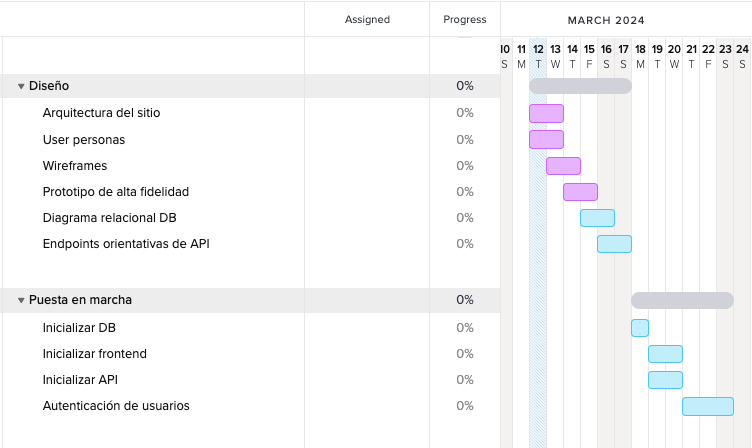 Assigned Progress MARCH 2024
10 11 12 13 14 15 16 17 18 19 20 21 22 23 24
S M T W T F S S M T W T F S S
Diseño 0%
Arquitectura del sitio 0%
User personas 0%
Wireframes 0%
Prototipo de alta fidelidad 0%
Diagrama relacional DB 0%
Endpoints orientativas de API 0%
Puesta en marcha 0%
Inicializar DB 0%
Inicializar frontend 0%
Inicializar API 0%
Autenticación de usuarios 0%